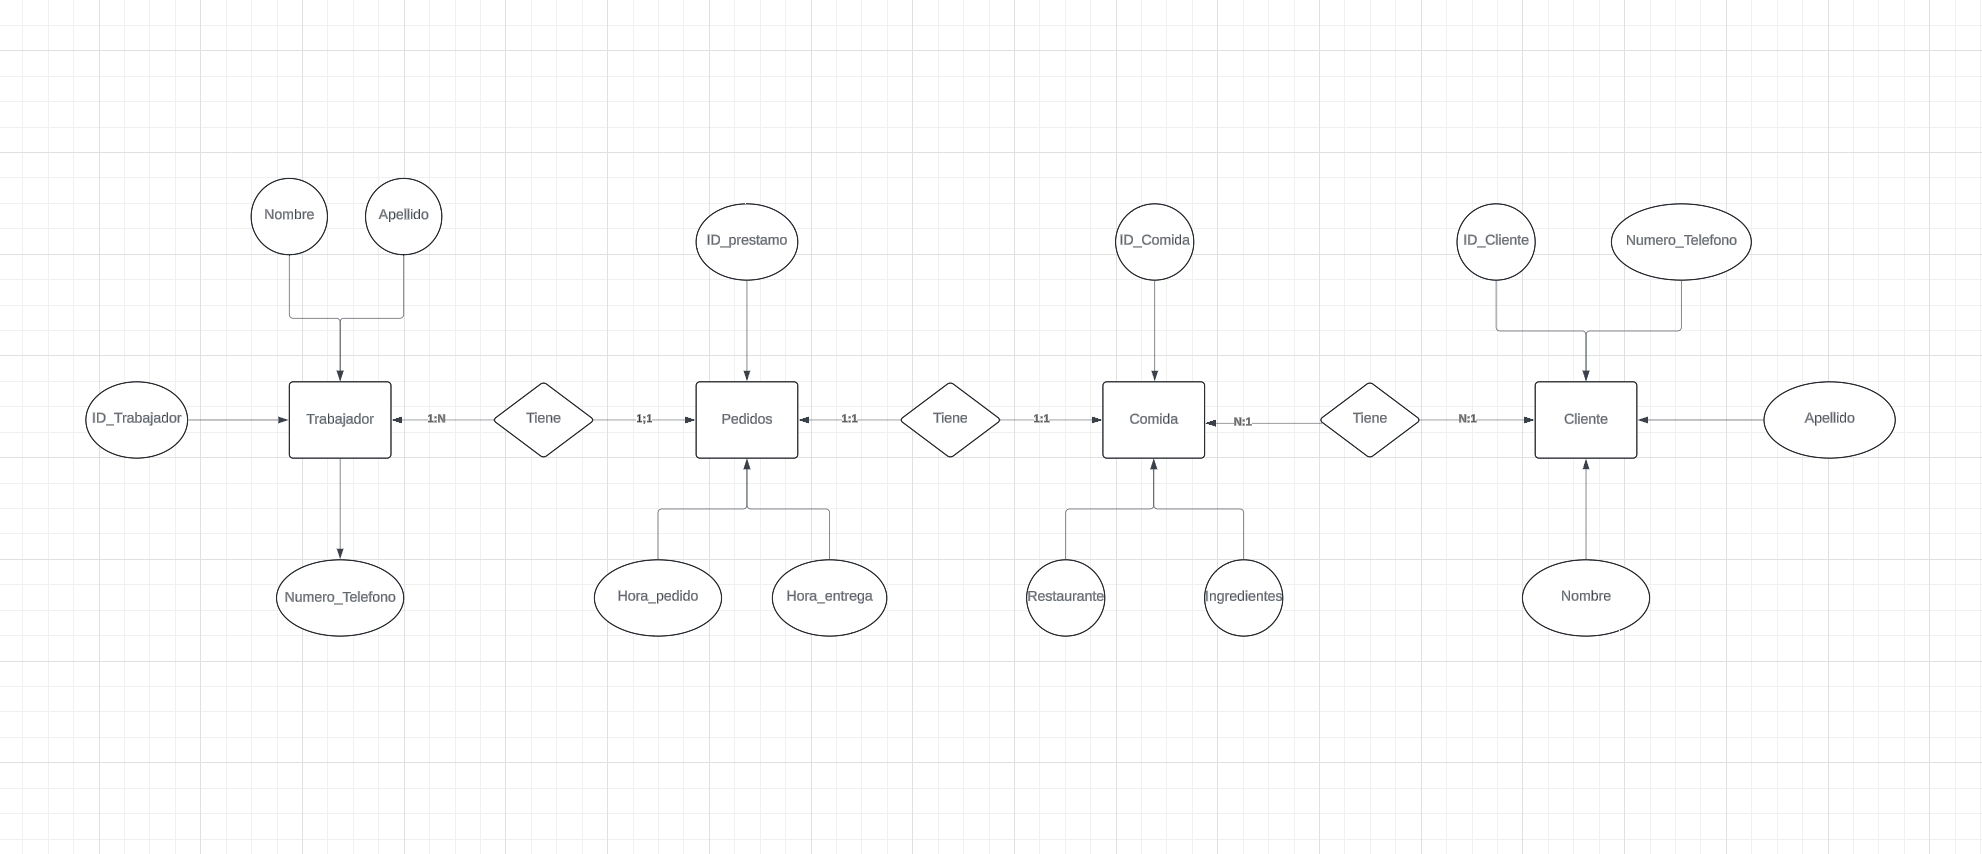 Nombre
Apellido
ID_prestamo
ID_Comida
ID_Cliente
Numero_Telefono
ID_Trabajador
Trabajador
1:N
Tiene
1;1
Pedidos
1:1
Tiene
1:1
Comida
N:1
Tiene
N:1
Cliente
Apellido
Numero_Telefono
Hora_pedido
Hora_entrega
Restaurante
Ingredientes
Nombre